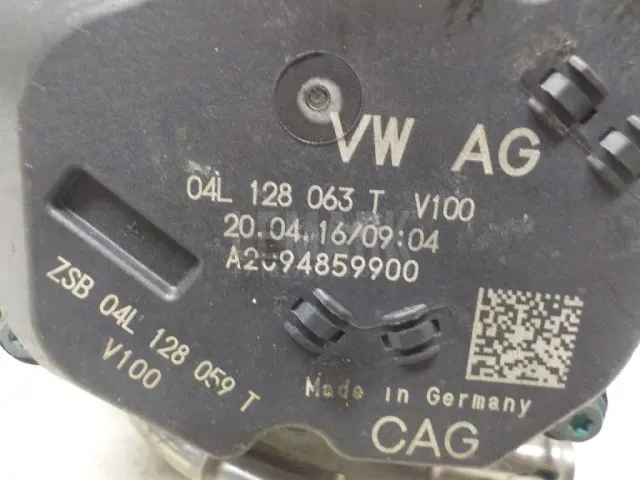 VW AG
04L 128 063 T V100
20.04.16/09:04
A2C94859900
ZSB 04L 128 059 T
V100
Made in Germany
CAG